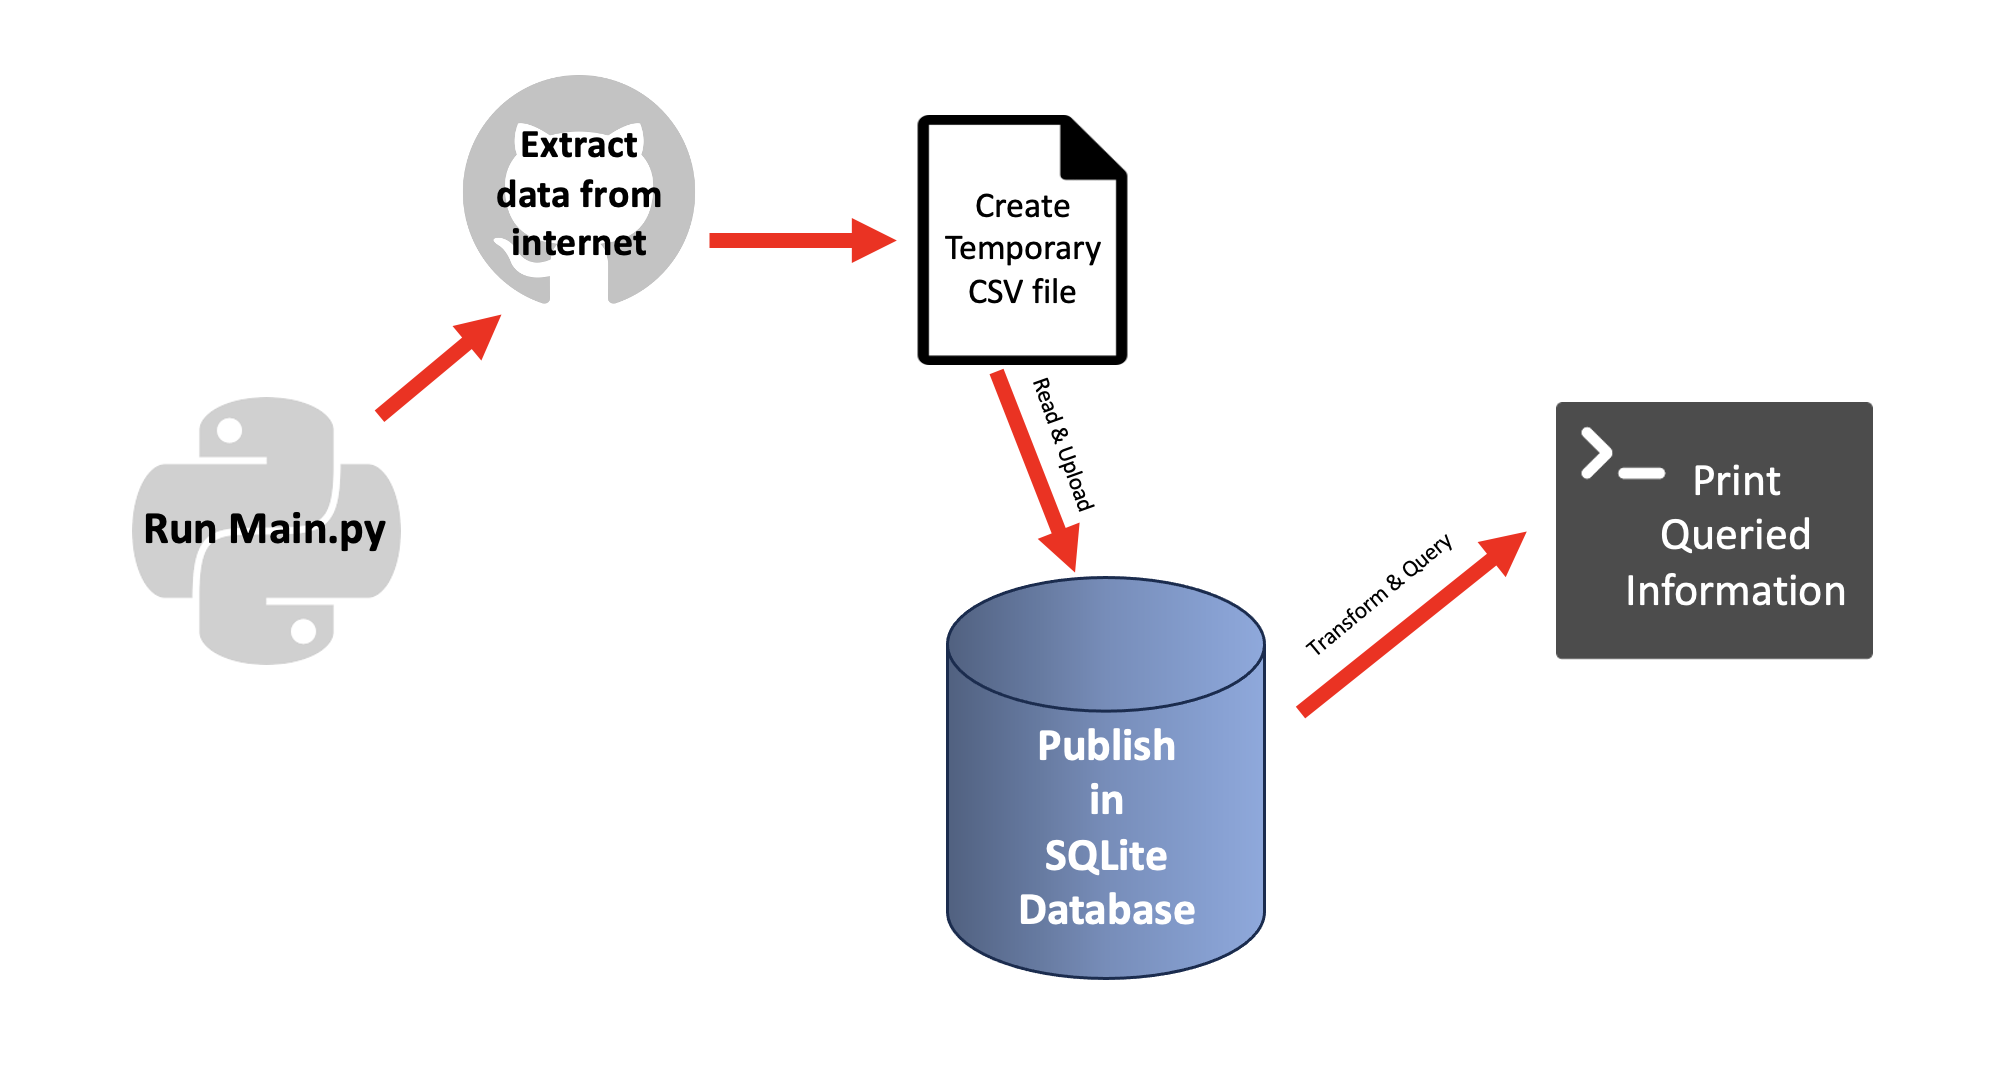 Run Main.py
Extract
data from
internet
Create
Temporary
CSV file
Read & Upload
Publish
in
SQLite
Database
Transform & Query
>_ Print
Queried
Information